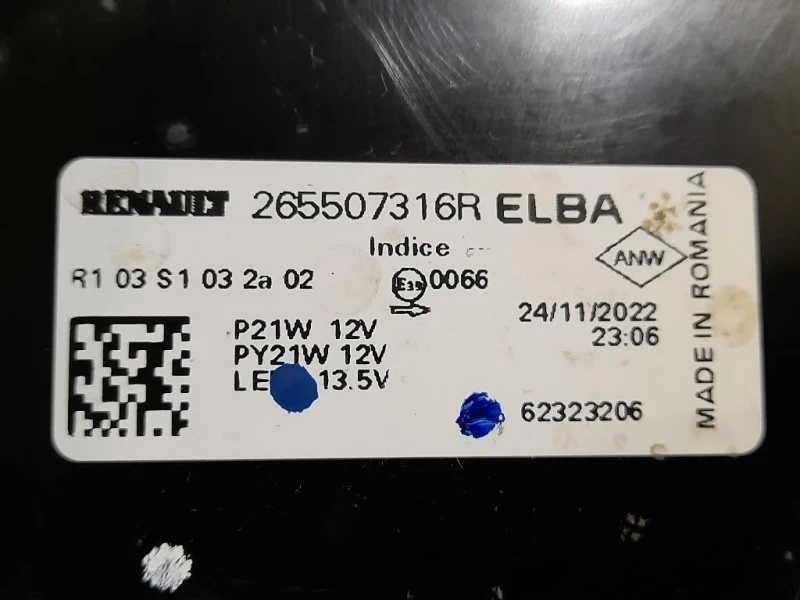 RENAULT 265507316R ELBA
Indice
ANW
R1 03 S1 03 2a 02
E39 0066
P21W 12V
PY21W 12V
13.5V
24/11/2022
23:06
62323206
MADE IN ROMANIA